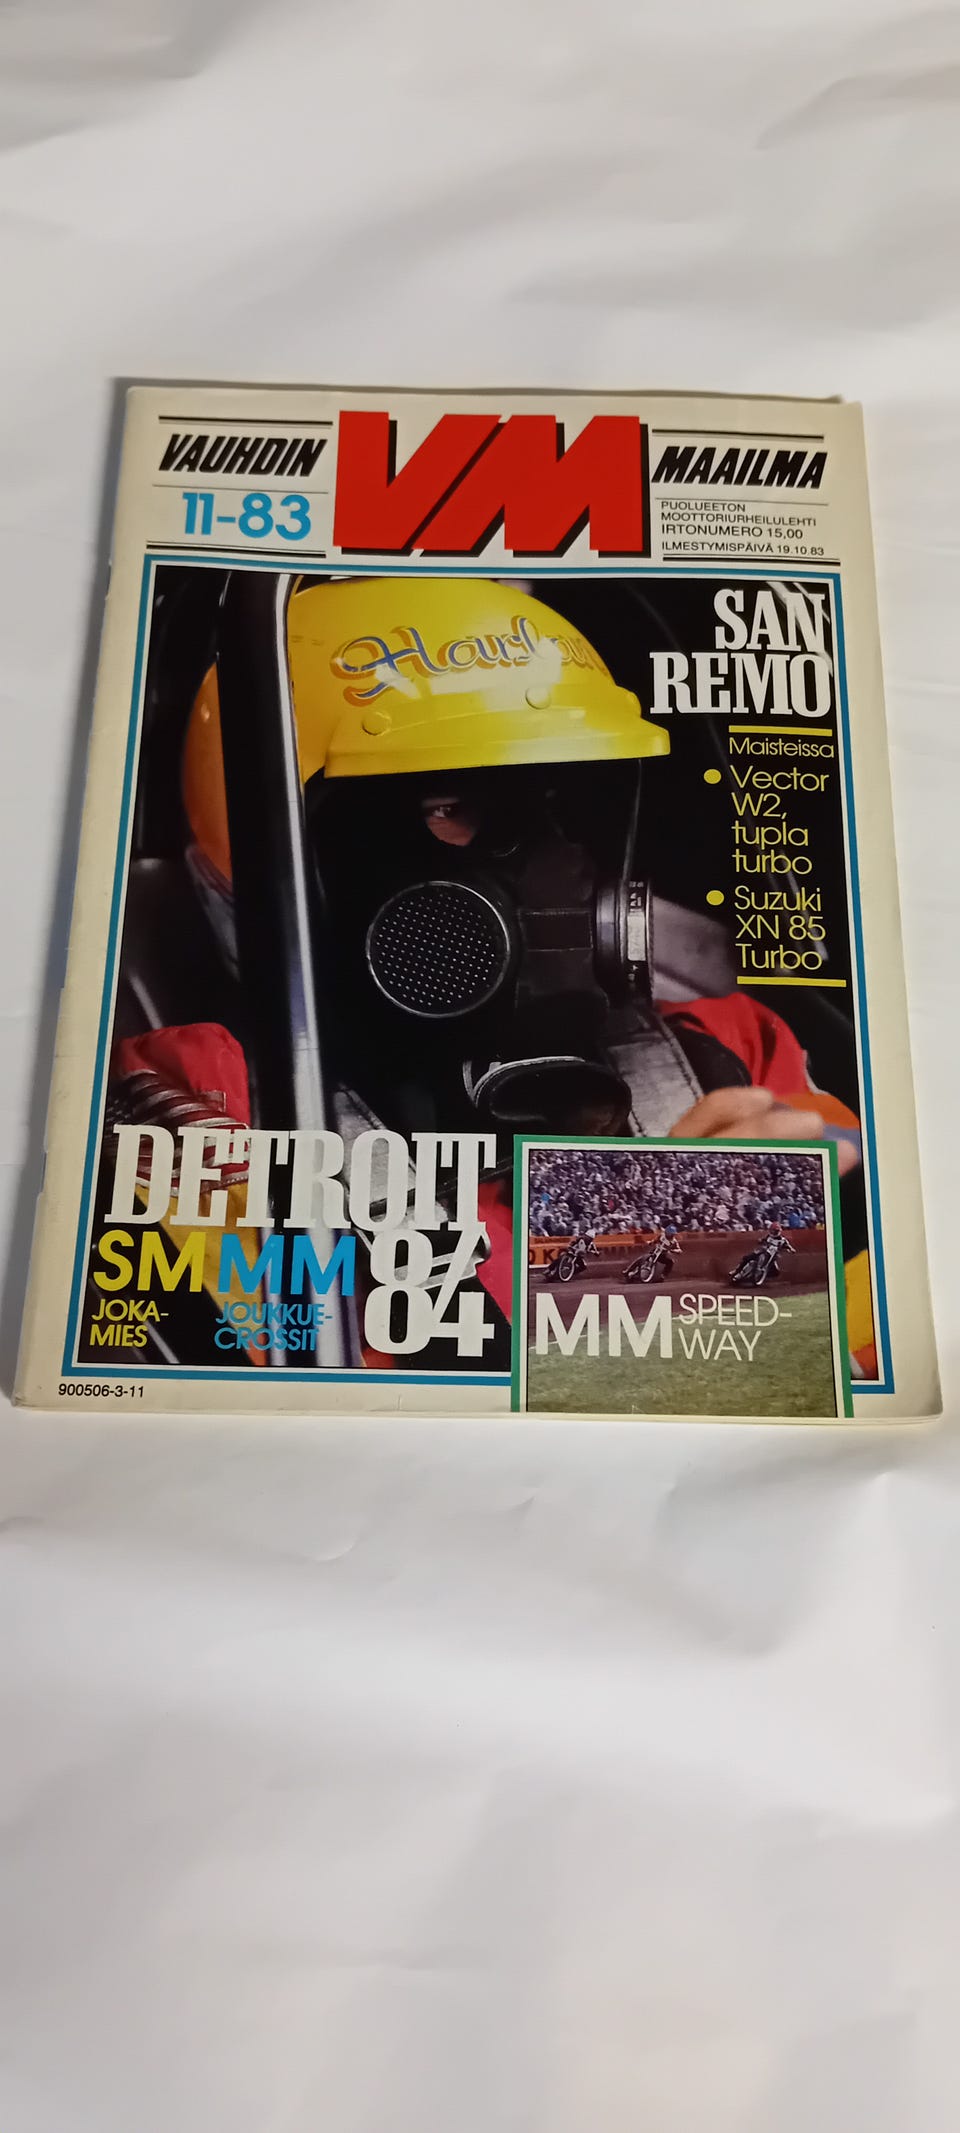 VAUHDIN
VM
MAAILMA
11-83
PUOLUEETON
MOOTTORIURHEILULEHTI
IRTONUMERO 15,00
ILMESTYMISPÄIVÄ 19.10.83
Harlan
SAN
REMO
Maisteissa
• Vector
W2,
tupla
turbo
• Suzuki
XN 85
Turbo
DETROIT
84
SM
JOKA-
MIES
MM
JOUKKUE-
CROSSIT
MM SPEED-
WAY
900506-3-11